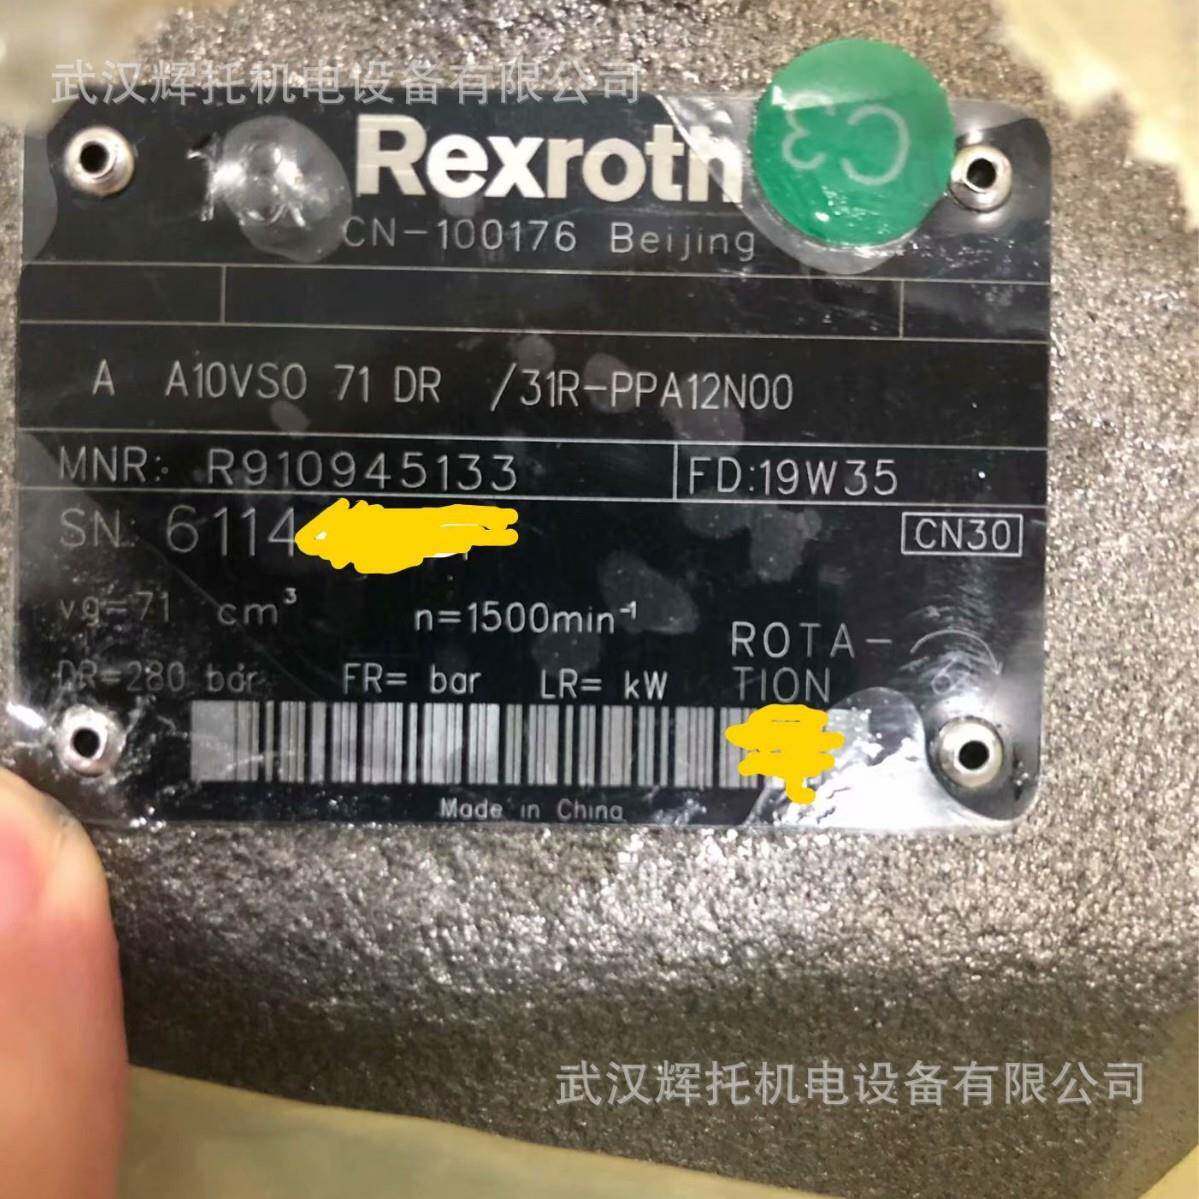 武汉辉托机电设备有限公司
Rexroth
C3
CN-100176 Beijing
A A10VSO 71 DR /31R-PPA12N00
MNR: R910945133 FD:19W35
SN: 6114
CN30
vg=71 cm³ n=1500min⁻¹
ROTA-
TION
DR=280 bar FR= bar LR= kW
Made in China
武汉辉托机电设备有限公司